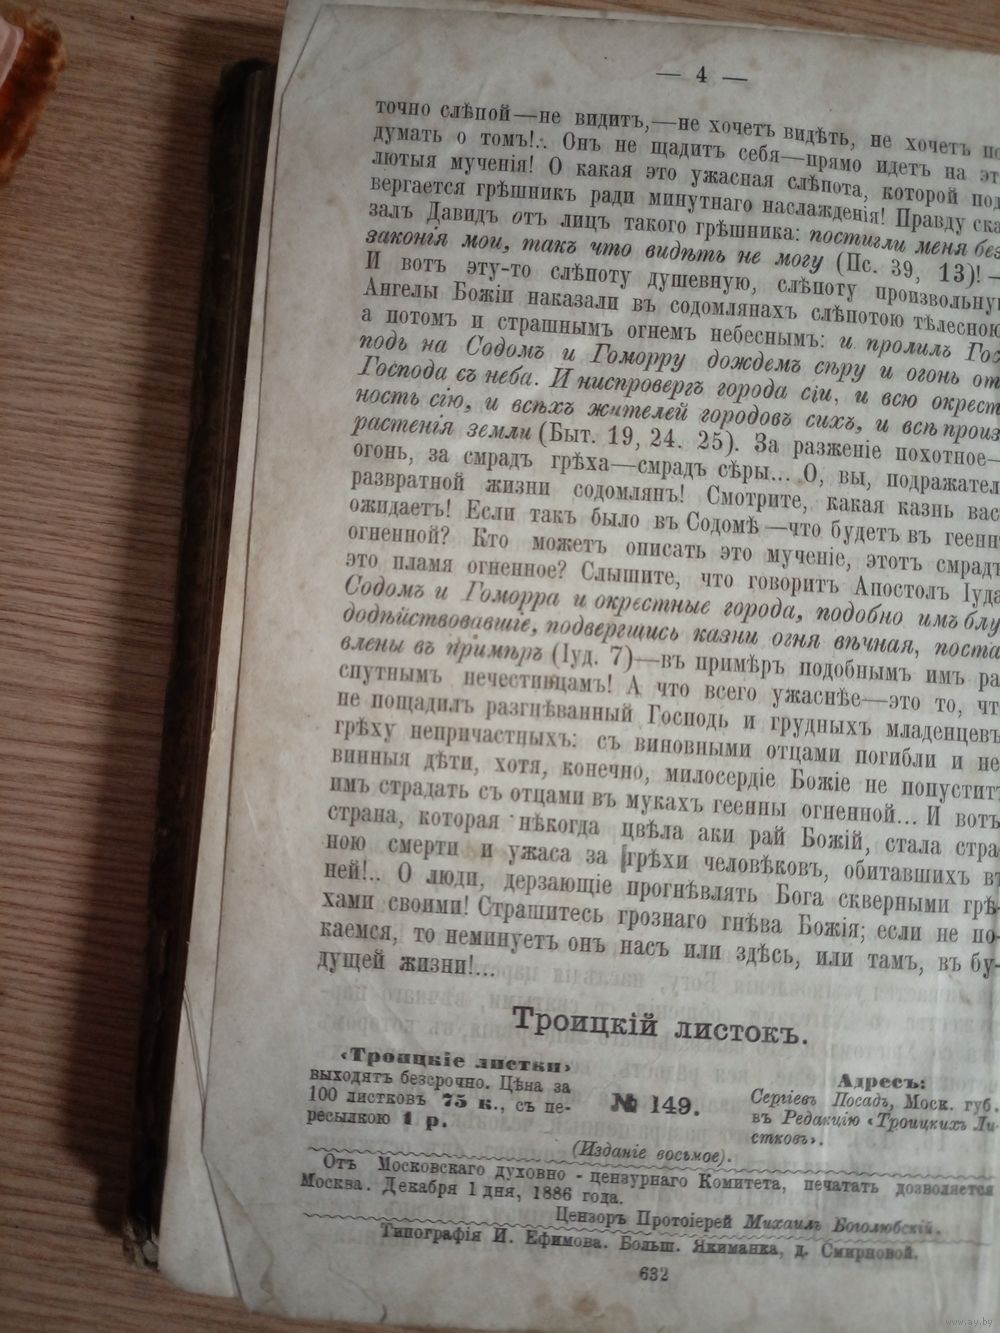 — 4 —
точно слѣпой—не видитъ,—не хочетъ видѣть, не хочетъ по
думать о томъ!.. Онъ не щадитъ себя—прямо идетъ на эт
лютыя мученія! О какая это ужасная слѣпота, которой под
вергается грѣшникъ ради минутнаго наслажденія! Правду ска
залъ Давидъ отъ лицъ такого грѣшника: постигли меня без
законія мои, такъ что видѣть не могу (Пс. 39, 13)! —
И вотъ эту-то слѣпоту душевную, слѣпоту произвольную
Ангелы Божіи наказали въ содомлянахъ слѣпотою тѣлесною
а потомъ и страшнымъ огнемъ небеснымъ: и пролилъ Гос
подь на Содомъ и Гоморру дождемъ сѣру и огонь от
Господа съ неба. И ниспровергъ города сіи, и всю окрест
ность сію, и всѣхъ жителей городовъ сихъ, и всѣ произ
растенія земли (Быт. 19, 24. 25). За разженіе похотное—
огонь, за смрадъ грѣха—смрадъ сѣры... О, вы, подражател
развратной жизни содомлянъ! Смотрите, какая казнь вас
ожидаетъ! Если такъ было въ Содомѣ—что будетъ въ геенн
огненной? Кто можетъ описать это мученіе, этотъ смрадъ
это пламя огненное? Слышите, что говоритъ Апостолъ Іуда
Содомъ и Гоморра и окрестные города, подобно имъ блу
додѣйствовавшіе, подвергшись казни огня вѣчная, поста
влены въ примѣръ (Іуд. 7)—въ примѣръ подобнымъ имъ ра
спутнымъ нечестивцамъ! А что всего ужаснѣе—это то, чт
не пощадилъ разгнѣванный Господь и грудныхъ младенцевъ
грѣху непричастныхъ: съ виновными отцами погибли и не
винныя дѣти, хотя, конечно, милосердіе Божіе не попустит
имъ страдать съ отцами въ мукахъ геенны огненной... И вотъ
страна, которая нѣкогда цвѣла аки рай Божій, стала стра
ною смерти и ужаса за грѣхи человѣковъ, обитавшихъ въ
ней!.. О люди, дерзающіе прогнѣвлять Бога скверными грѣ-
хами своими! Страшитесь грознаго гнѣва Божія; если не по-
каемся, то неминуетъ онъ насъ или здѣсь, или тамъ, въ бу-
дущей жизни!...
Троицкій листокъ.
«Троицкіе листки»
выходятъ безсрочно. Цѣна за
100 листковъ 75 к., съ пе-
ресылкою 1 р.
№ 149.
Адресъ:
Сергіевъ Посадъ, Моск. губ.
въ Редакцію «Троицкихъ Ли-
стковъ».
(Изданіе восьмое).
Отъ Московскаго духовно-цензурнаго Комитета, печатать дозволяется
Москва. Декабря 1 дня, 1886 года.
Цензоръ Протоіерей Михаилъ Боголюбскій.
Типографія И. Ефимова. Больш. Якиманка, д. Смирновой.
632
www.ay.by